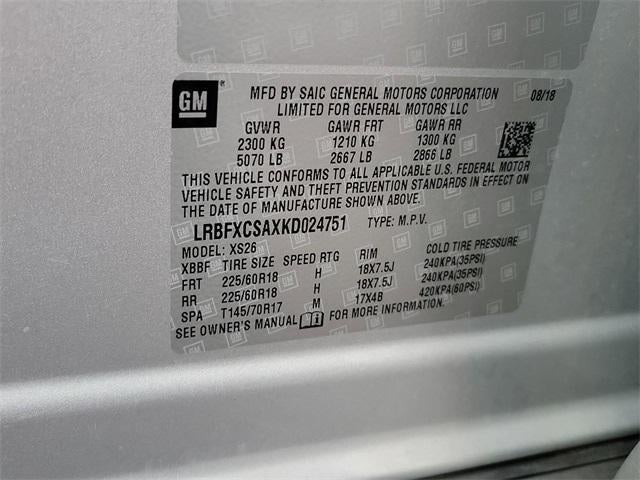 GM
MFD BY SAIC GENERAL MOTORS CORPORATION 08/18
LIMITED FOR GENERAL MOTORS LLC
GVWR GAWR FRT GAWR RR
2300 KG 1210 KG 1300 KG
5070 LB 2667 LB 2866 LB
THIS VEHICLE CONFORMS TO ALL APPLICABLE U.S. FEDERAL MOTOR
VEHICLE SAFETY AND THEFT PREVENTION STANDARDS IN EFFECT ON
THE DATE OF MANUFACTURE SHOWN ABOVE.
LRBFXCSAXKD024751 TYPE: M.P.V.
MODEL: XS26
XBBF TIRE SIZE SPEED RTG RIM COLD TIRE PRESSURE
FRT 225/60R18 H 18X7.5J 240KPA(35PSI)
RR 225/60R18 H 18X7.5J 240KPA(35PSI)
SPA T145/70R17 M 17X4B 420KPA(60PSI)
SEE OWNER'S MANUAL FOR MORE INFORMATION.